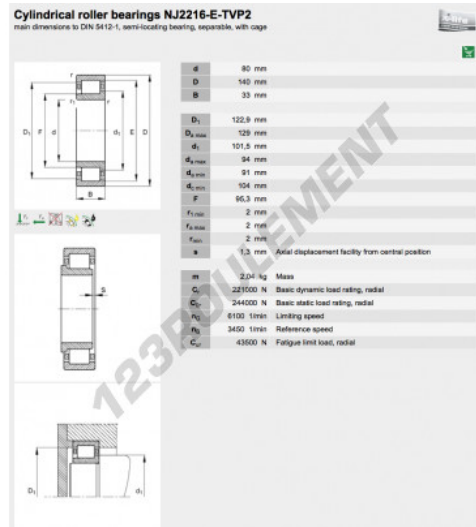 Cylindrical roller bearings NJ2216-E-TVP2
main dimensions to DIN 5412-1, semi-locating bearing, separable, with cage
d 80 mm
D 140 mm
B 33 mm
D1 122,9 mm
Da max 129 mm
d1 101,5 mm
da max 94 mm
da min 91 mm
dc min 104 mm
F 95,3 mm
r1 min 2 mm
ra max 2 mm
rmin 2 mm
s 1,3 mm Axial displacement facility from central position
m 2,04 kg Mass
Cr 221000 N Basic dynamic load rating, radial
C0r 244000 N Basic static load rating, radial
nG 6100 1/min Limiting speed
nB 3450 1/min Reference speed
Cur 43500 N Fatigue limit load, radial
r
r
r1
D1 F d d1 E D
B
S
D1 d1
123ROULEMENT